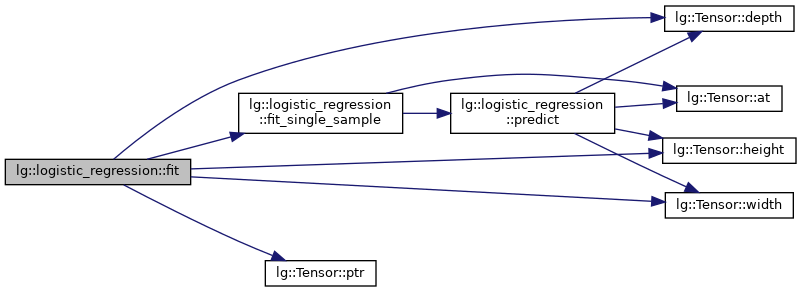 lg::logistic_regression::fit
lg::logistic_regression
::fit_single_sample
lg::logistic_regression
::predict
lg::Tensor::depth
lg::Tensor::at
lg::Tensor::height
lg::Tensor::width
lg::Tensor::ptr